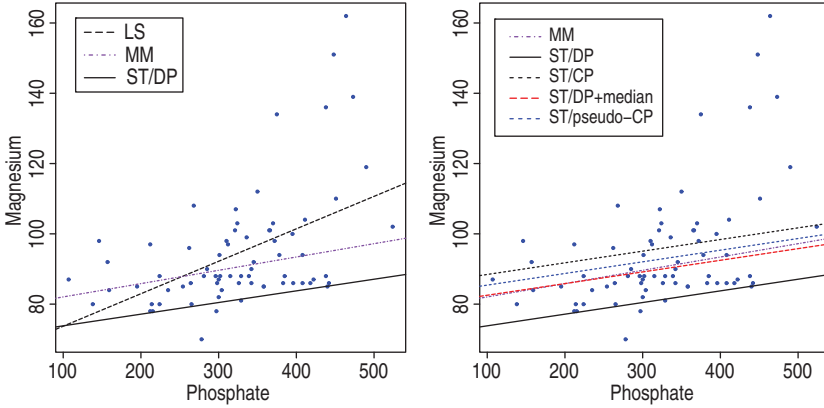 LS
MM
ST/DP
Magnesium
80 100 120 140 160
100 200 300 400 500
Phosphate
MM
ST/DP
ST/CP
ST/DP+median
ST/pseudo−CP
Magnesium
80 100 120 140 160
100 200 300 400 500
Phosphate